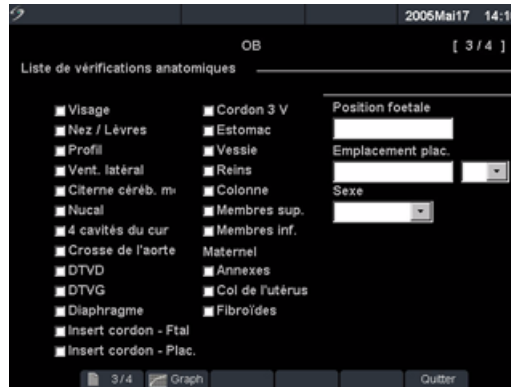 2005Mai17 14:1
OB [ 3/4 ]
Liste de vérifications anatomiques
Visage
Nez / Lèvres
Profil
Vent. latéral
Citerne céréb. m
Nucal
4 cavités du cur
Crosse de l'aorte
DTVD
DTVG
Diaphragme
Insert cordon - Ftal
Insert cordon - Plac.
Cordon 3 V
Estomac
Vessie
Reins
Colonne
Membres sup.
Membres inf.
Maternel
Annexes
Col de l'utérus
Fibroïdes
Position foetale
Emplacement plac.
Sexe
3/4 Graph Quitter